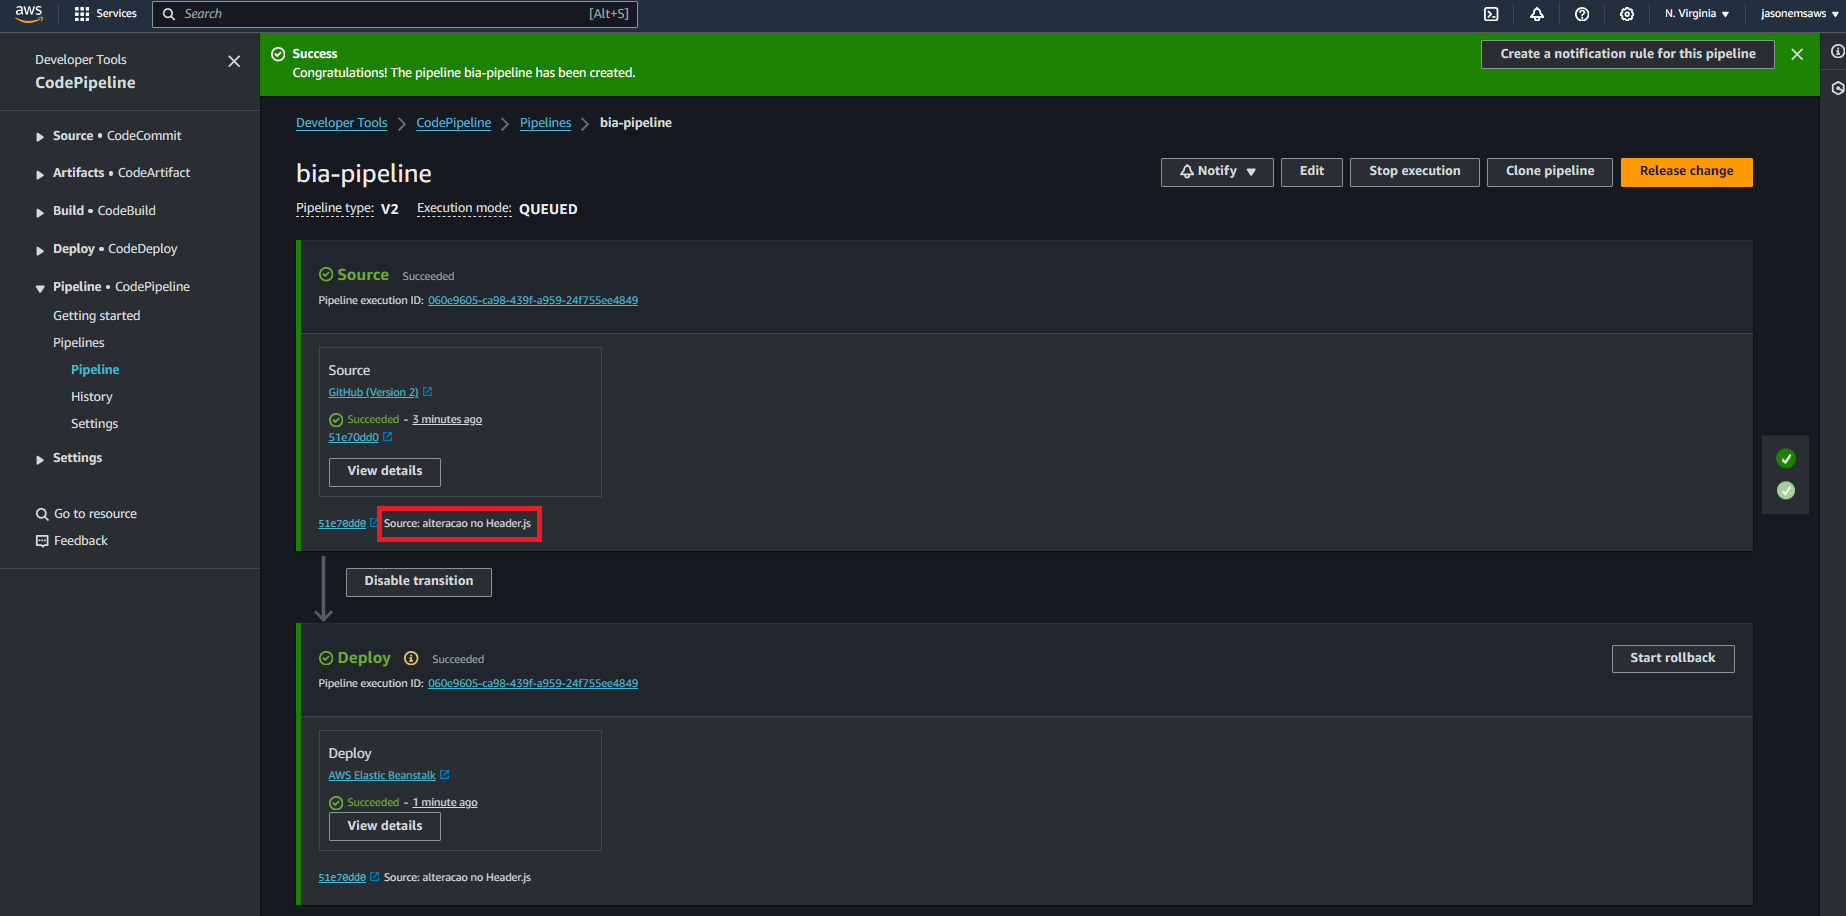 aws
Services
Search
[Alt+S]
N. Virginia
jasonemsaws
Developer Tools
CodePipeline
Source • CodeCommit
Artifacts • CodeArtifact
Build • CodeBuild
Deploy • CodeDeploy
Pipeline • CodePipeline
Getting started
Pipelines
Pipeline
History
Settings
Settings
Go to resource
Feedback
Success
Congratulations! The pipeline bia-pipeline has been created.
Create a notification rule for this pipeline
Developer Tools
CodePipeline
Pipelines
bia-pipeline
bia-pipeline
Notify
Edit
Stop execution
Clone pipeline
Release change
Pipeline type: V2
Execution mode: QUEUED
Source Succeeded
Pipeline execution ID: 060e9605-ca98-439f-a959-24f755ee4849
Source
GitHub (Version 2)
Succeeded - 3 minutes ago
51e70dd0
View details
51e70dd0 Source: alteracao no Header.js
Disable transition
Deploy Succeeded
Start rollback
Pipeline execution ID: 060e9605-ca98-439f-a959-24f755ee4849
Deploy
AWS Elastic Beanstalk
Succeeded - 1 minute ago
View details
51e70dd0 Source: alteracao no Header.js